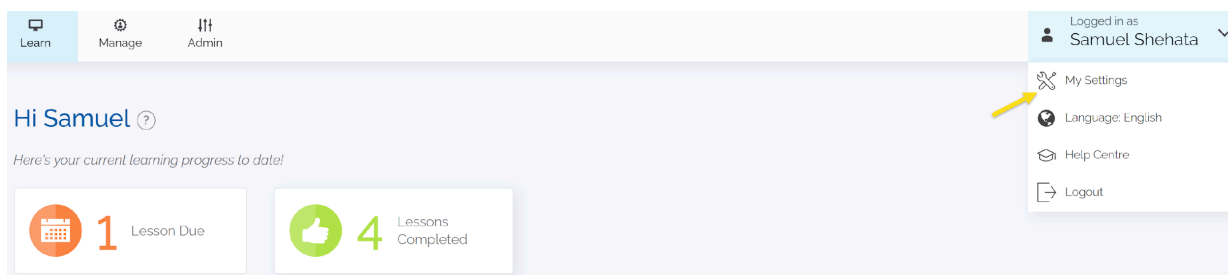 Learn
Manage
Admin
Logged in as
Samuel Shehata
My Settings
Language: English
Help Centre
Logout
Hi Samuel ?
Here's your current learning progress to date!
1 Lesson Due
4 Lessons
Completed